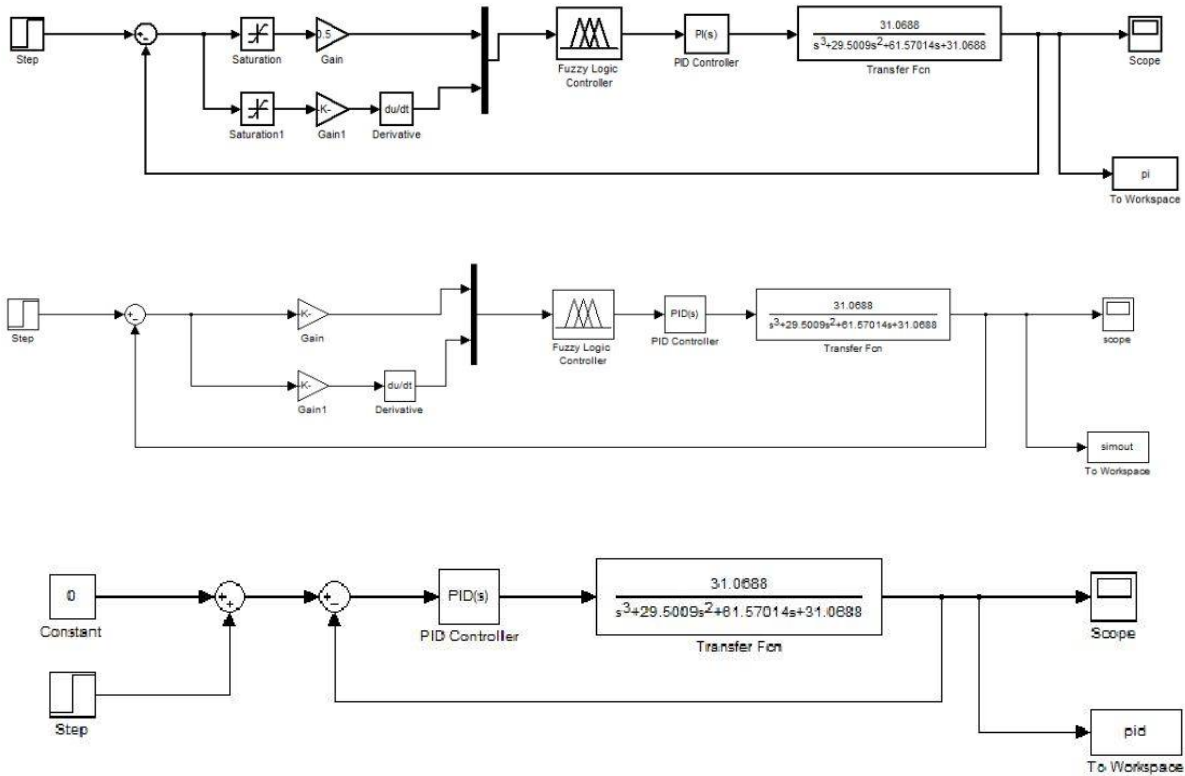 Step
+
-
Saturation
0.5
Gain
Saturation1
-K-
Gain1
du/dt
Derivative
Fuzzy Logic
Controller
PI(s)
PID Controller
31.0688
s³+29.5009s²+61.57014s+31.0688
Transfer Fcn
Scope
pi
To Workspace
Step
+
-
-K-
Gain
-K-
Gain1
du/dt
Derivative
Fuzzy Logic
Controller
PID(s)
PID Controller
31.0688
s³+29.5009s²+61.57014s+31.0688
Transfer Fcn
scope
simout
To Workspace
0
Constant
Step
+
+
+
-
PID(s)
PID Controller
31.0688
s³+29.5009s²+61.57014s+31.0688
Transfer Fcn
Scope
pid
To Workspace